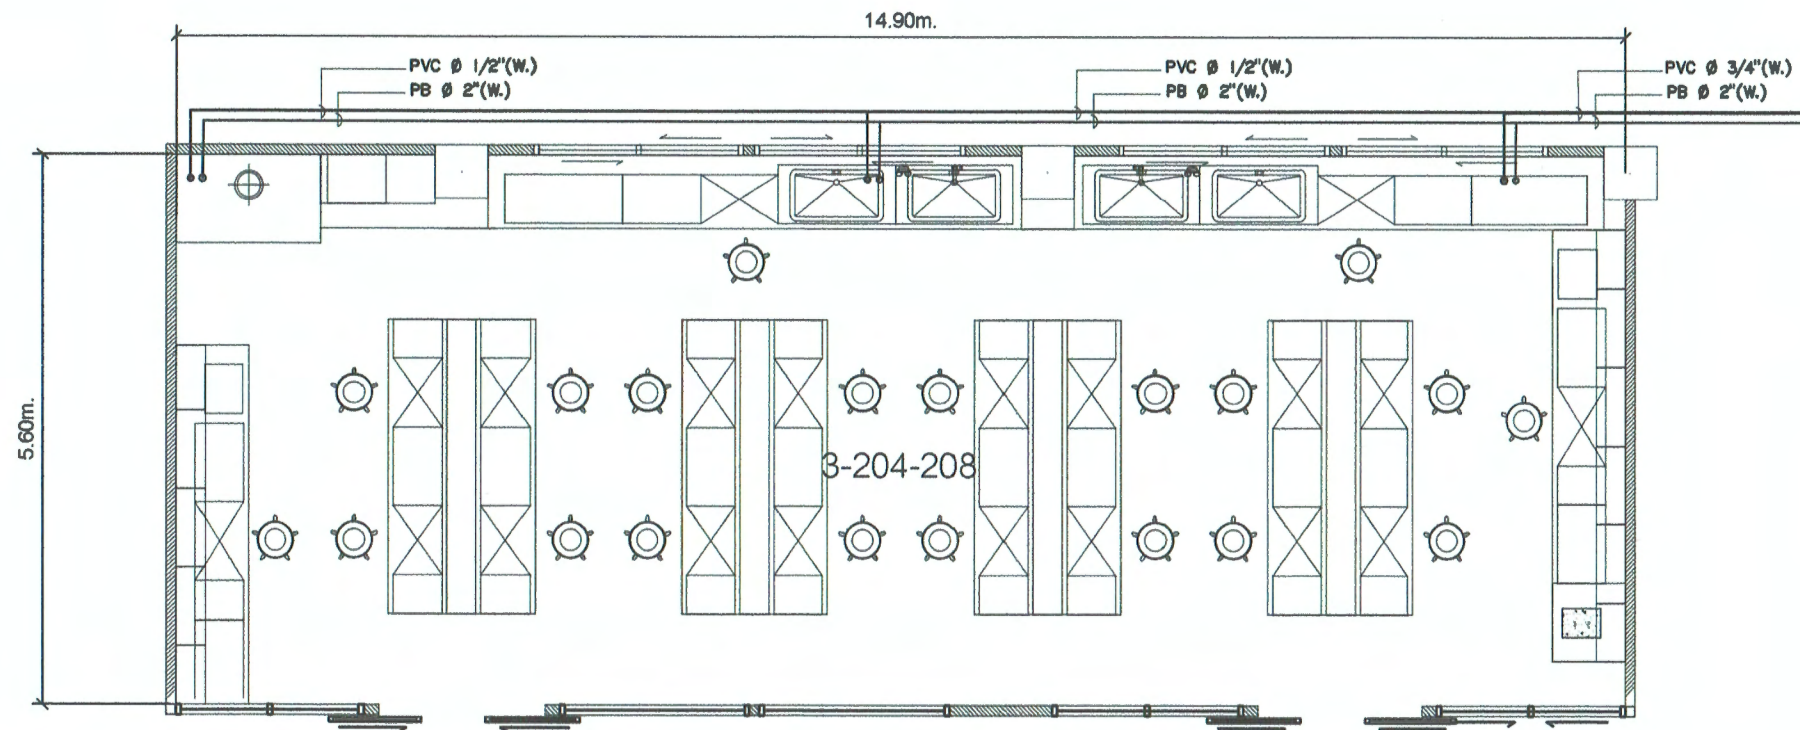 14.90m.
PVC Ø 1/2"(W.)
PB Ø 2"(W.)
PVC Ø 1/2"(W.)
PB Ø 2"(W.)
PVC Ø 3/4"(W.)
PB Ø 2"(W.)
5.60m.
3-204-208